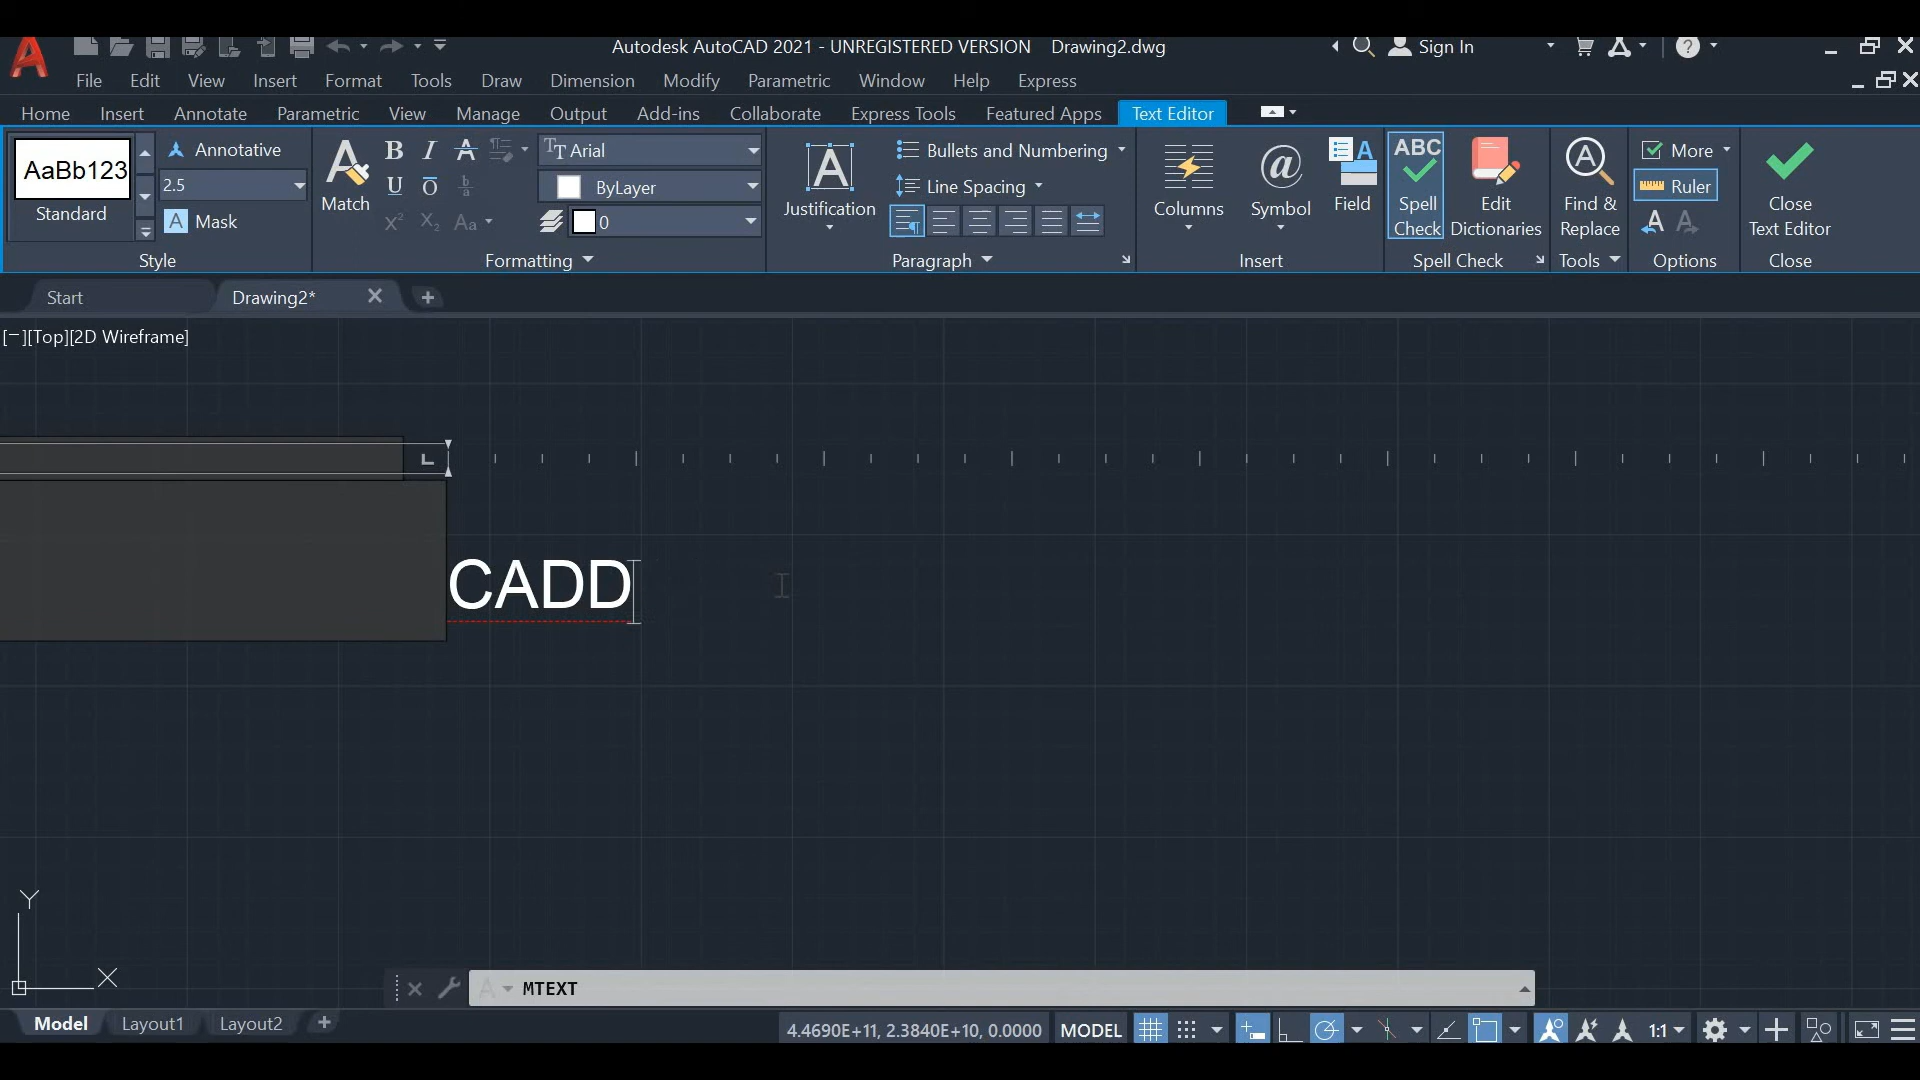 Autodesk AutoCAD 2021 - UNREGISTERED VERSION Drawing2.dwg Sign In
File Edit View Insert Format Tools Draw Dimension Modify Parametric Window Help Express
Home Insert Annotate Parametric View Manage Output Add-ins Collaborate Express Tools Featured Apps Text Editor
AaBb123
Standard
Annotative
2.5
A Mask
Style
Match
B I A
U O b/a
X² X₂ Aa
Arial
ByLayer
0
Formatting
Justification
Bullets and Numbering
Line Spacing
Paragraph
Columns
Symbol
Field
Insert
ABC
Spell
Check
Edit
Dictionaries
Spell Check
Find &
Replace
Tools
More
Ruler
Options
Close
Text Editor
Close
Start Drawing2*
[−][Top][2D Wireframe]
CADD
Y
X
MTEXT
Model Layout1 Layout2
4.4690E+11, 2.3840E+10, 0.0000 MODEL 1:1